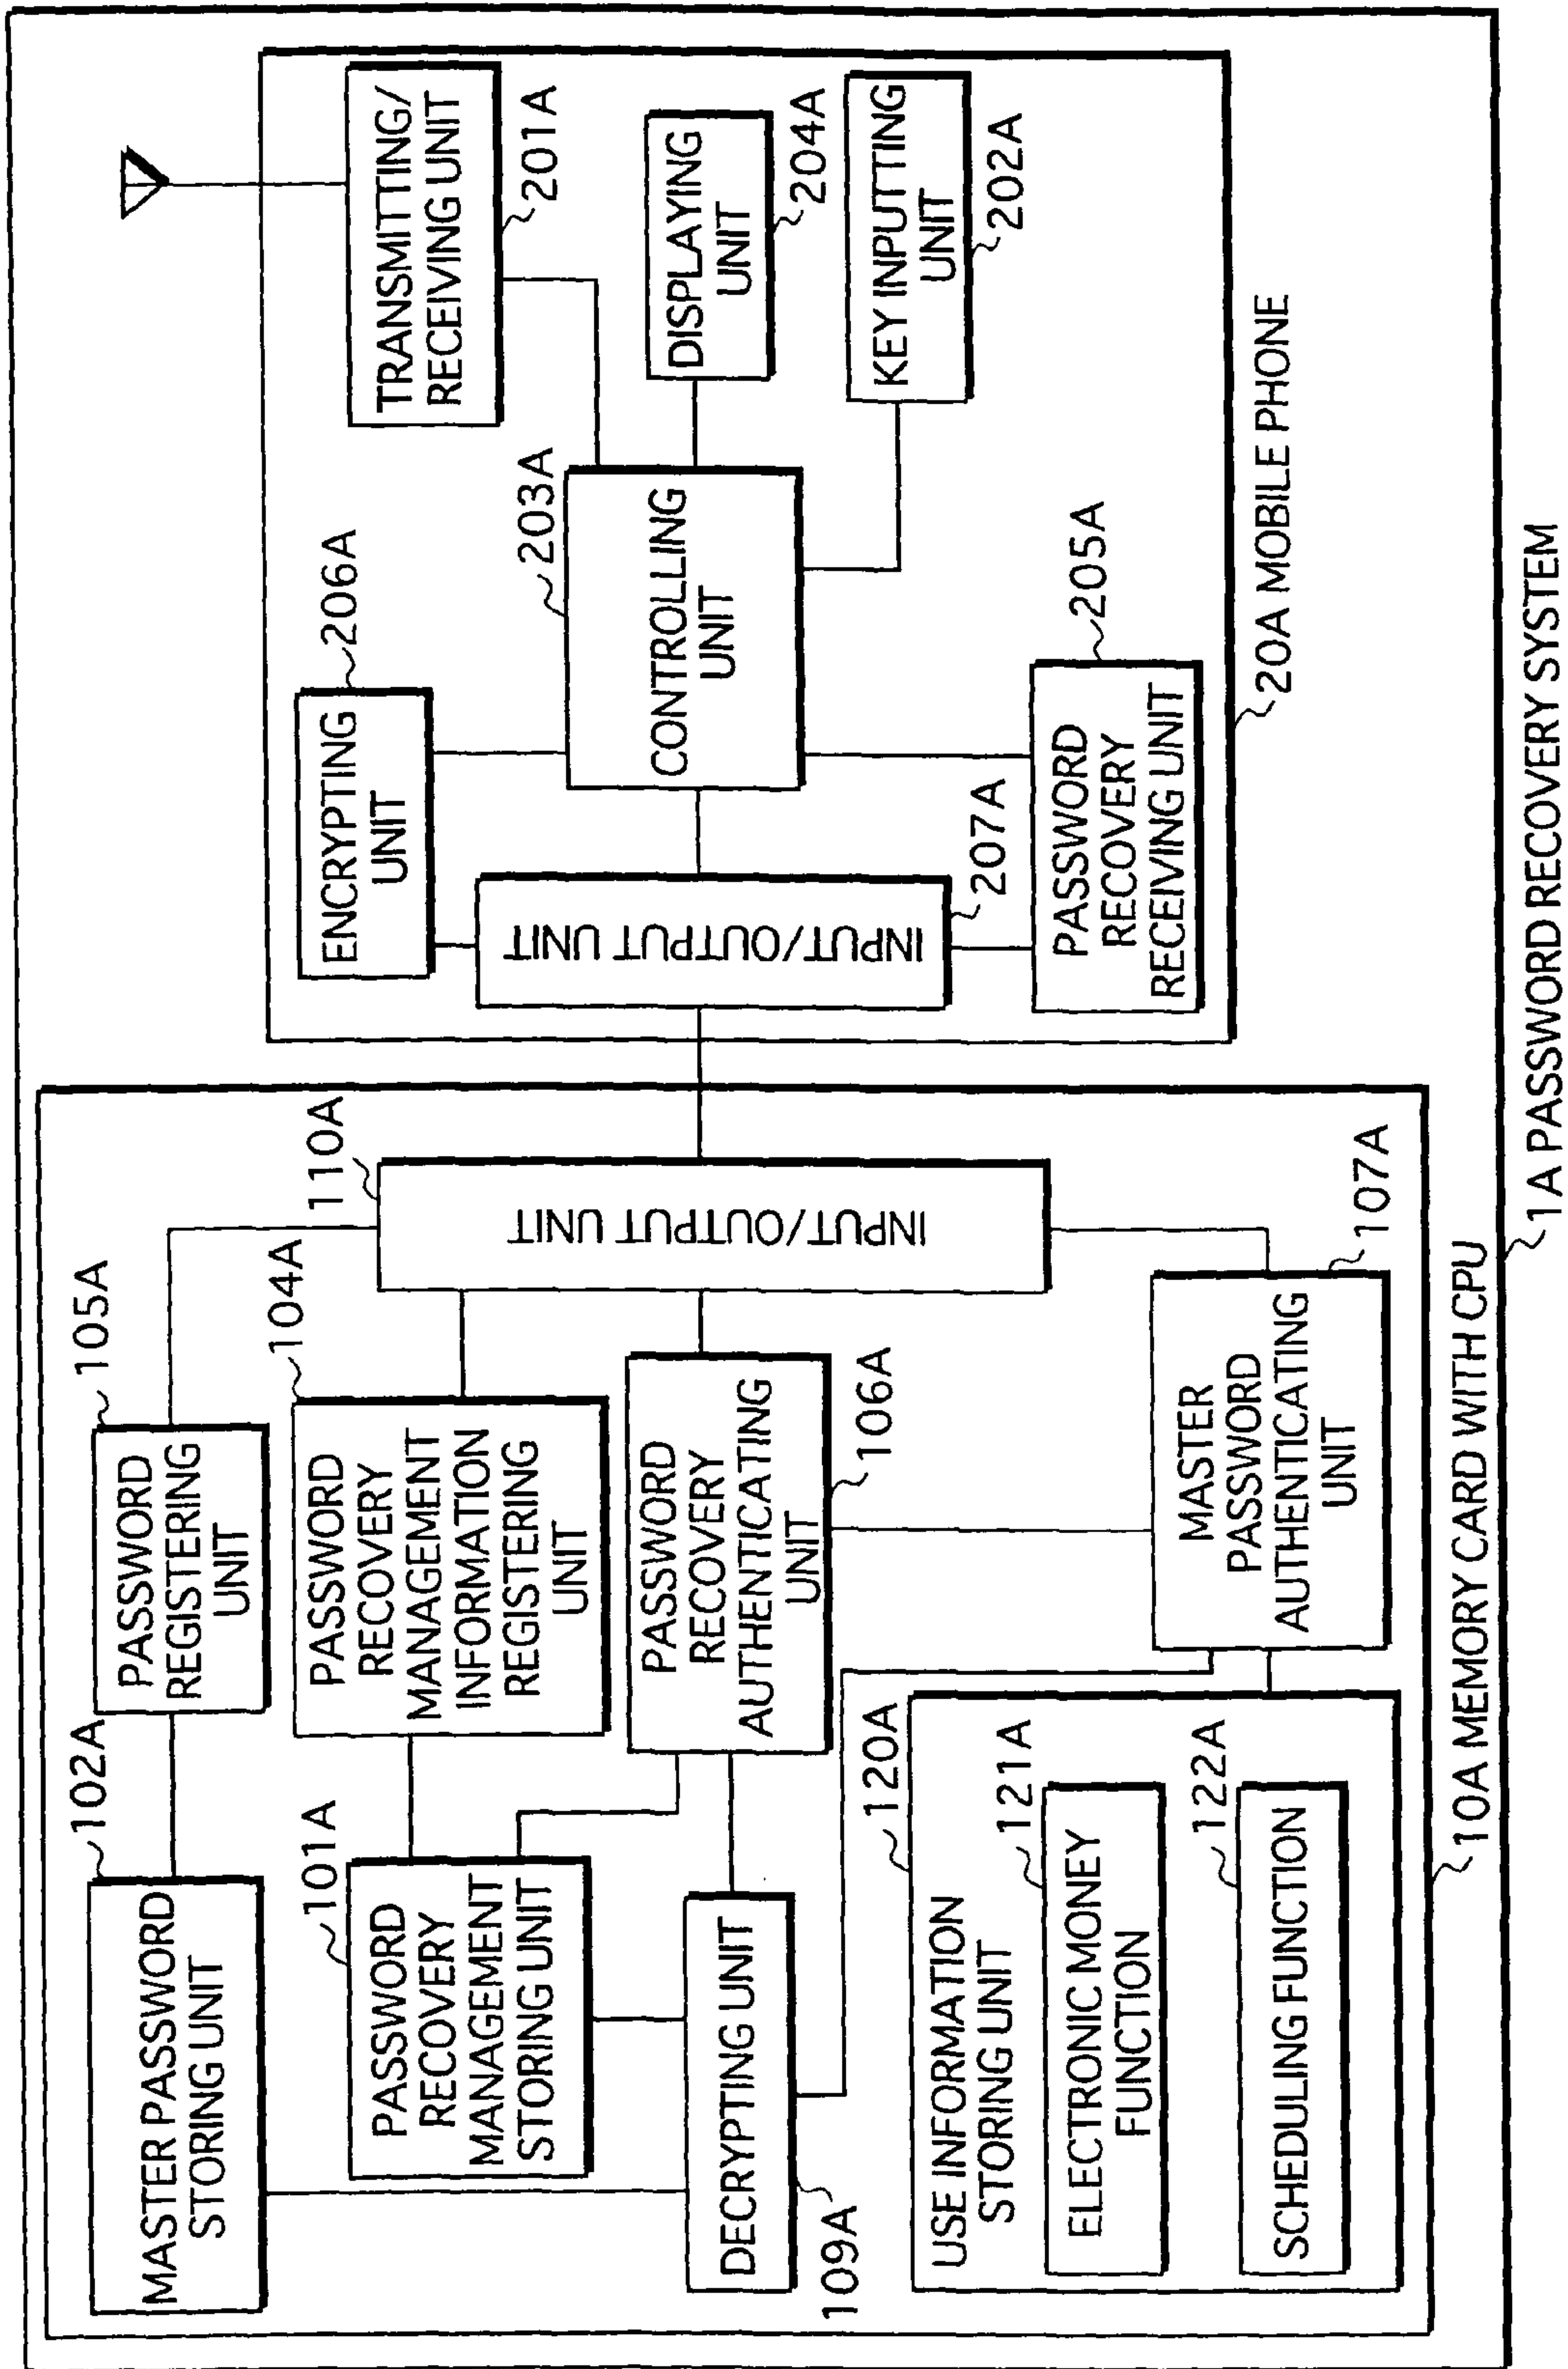 102A
MASTER PASSWORD
STORING UNIT
105A
PASSWORD
REGISTERING
UNIT
101A
PASSWORD
RECOVERY
MANAGEMENT
STORING UNIT
104A
PASSWORD
RECOVERY
MANAGEMENT
INFORMATION
REGISTERING
UNIT
110A
INPUT/OUTPUT UNIT
PASSWORD
RECOVERY
AUTHENTICATING
UNIT
106A
DECRYPTING UNIT
109A
120A
USE INFORMATION
STORING UNIT
121A
ELECTRONIC MONEY
FUNCTION
122A
SCHEDULING FUNCTION
107A
MASTER
PASSWORD
AUTHENTICATING
UNIT
10A MEMORY CARD WITH CPU
206A
ENCRYPTING
UNIT
TRANSMITTING/
RECEIVING UNIT
201A
203A
CONTROLLING
UNIT
DISPLAYING
UNIT
204A
INPUT/OUTPUT UNIT
207A
KEY INPUTTING
UNIT
202A
205A
PASSWORD
RECOVERY
RECEIVING UNIT
20A MOBILE PHONE
1A PASSWORD RECOVERY SYSTEM